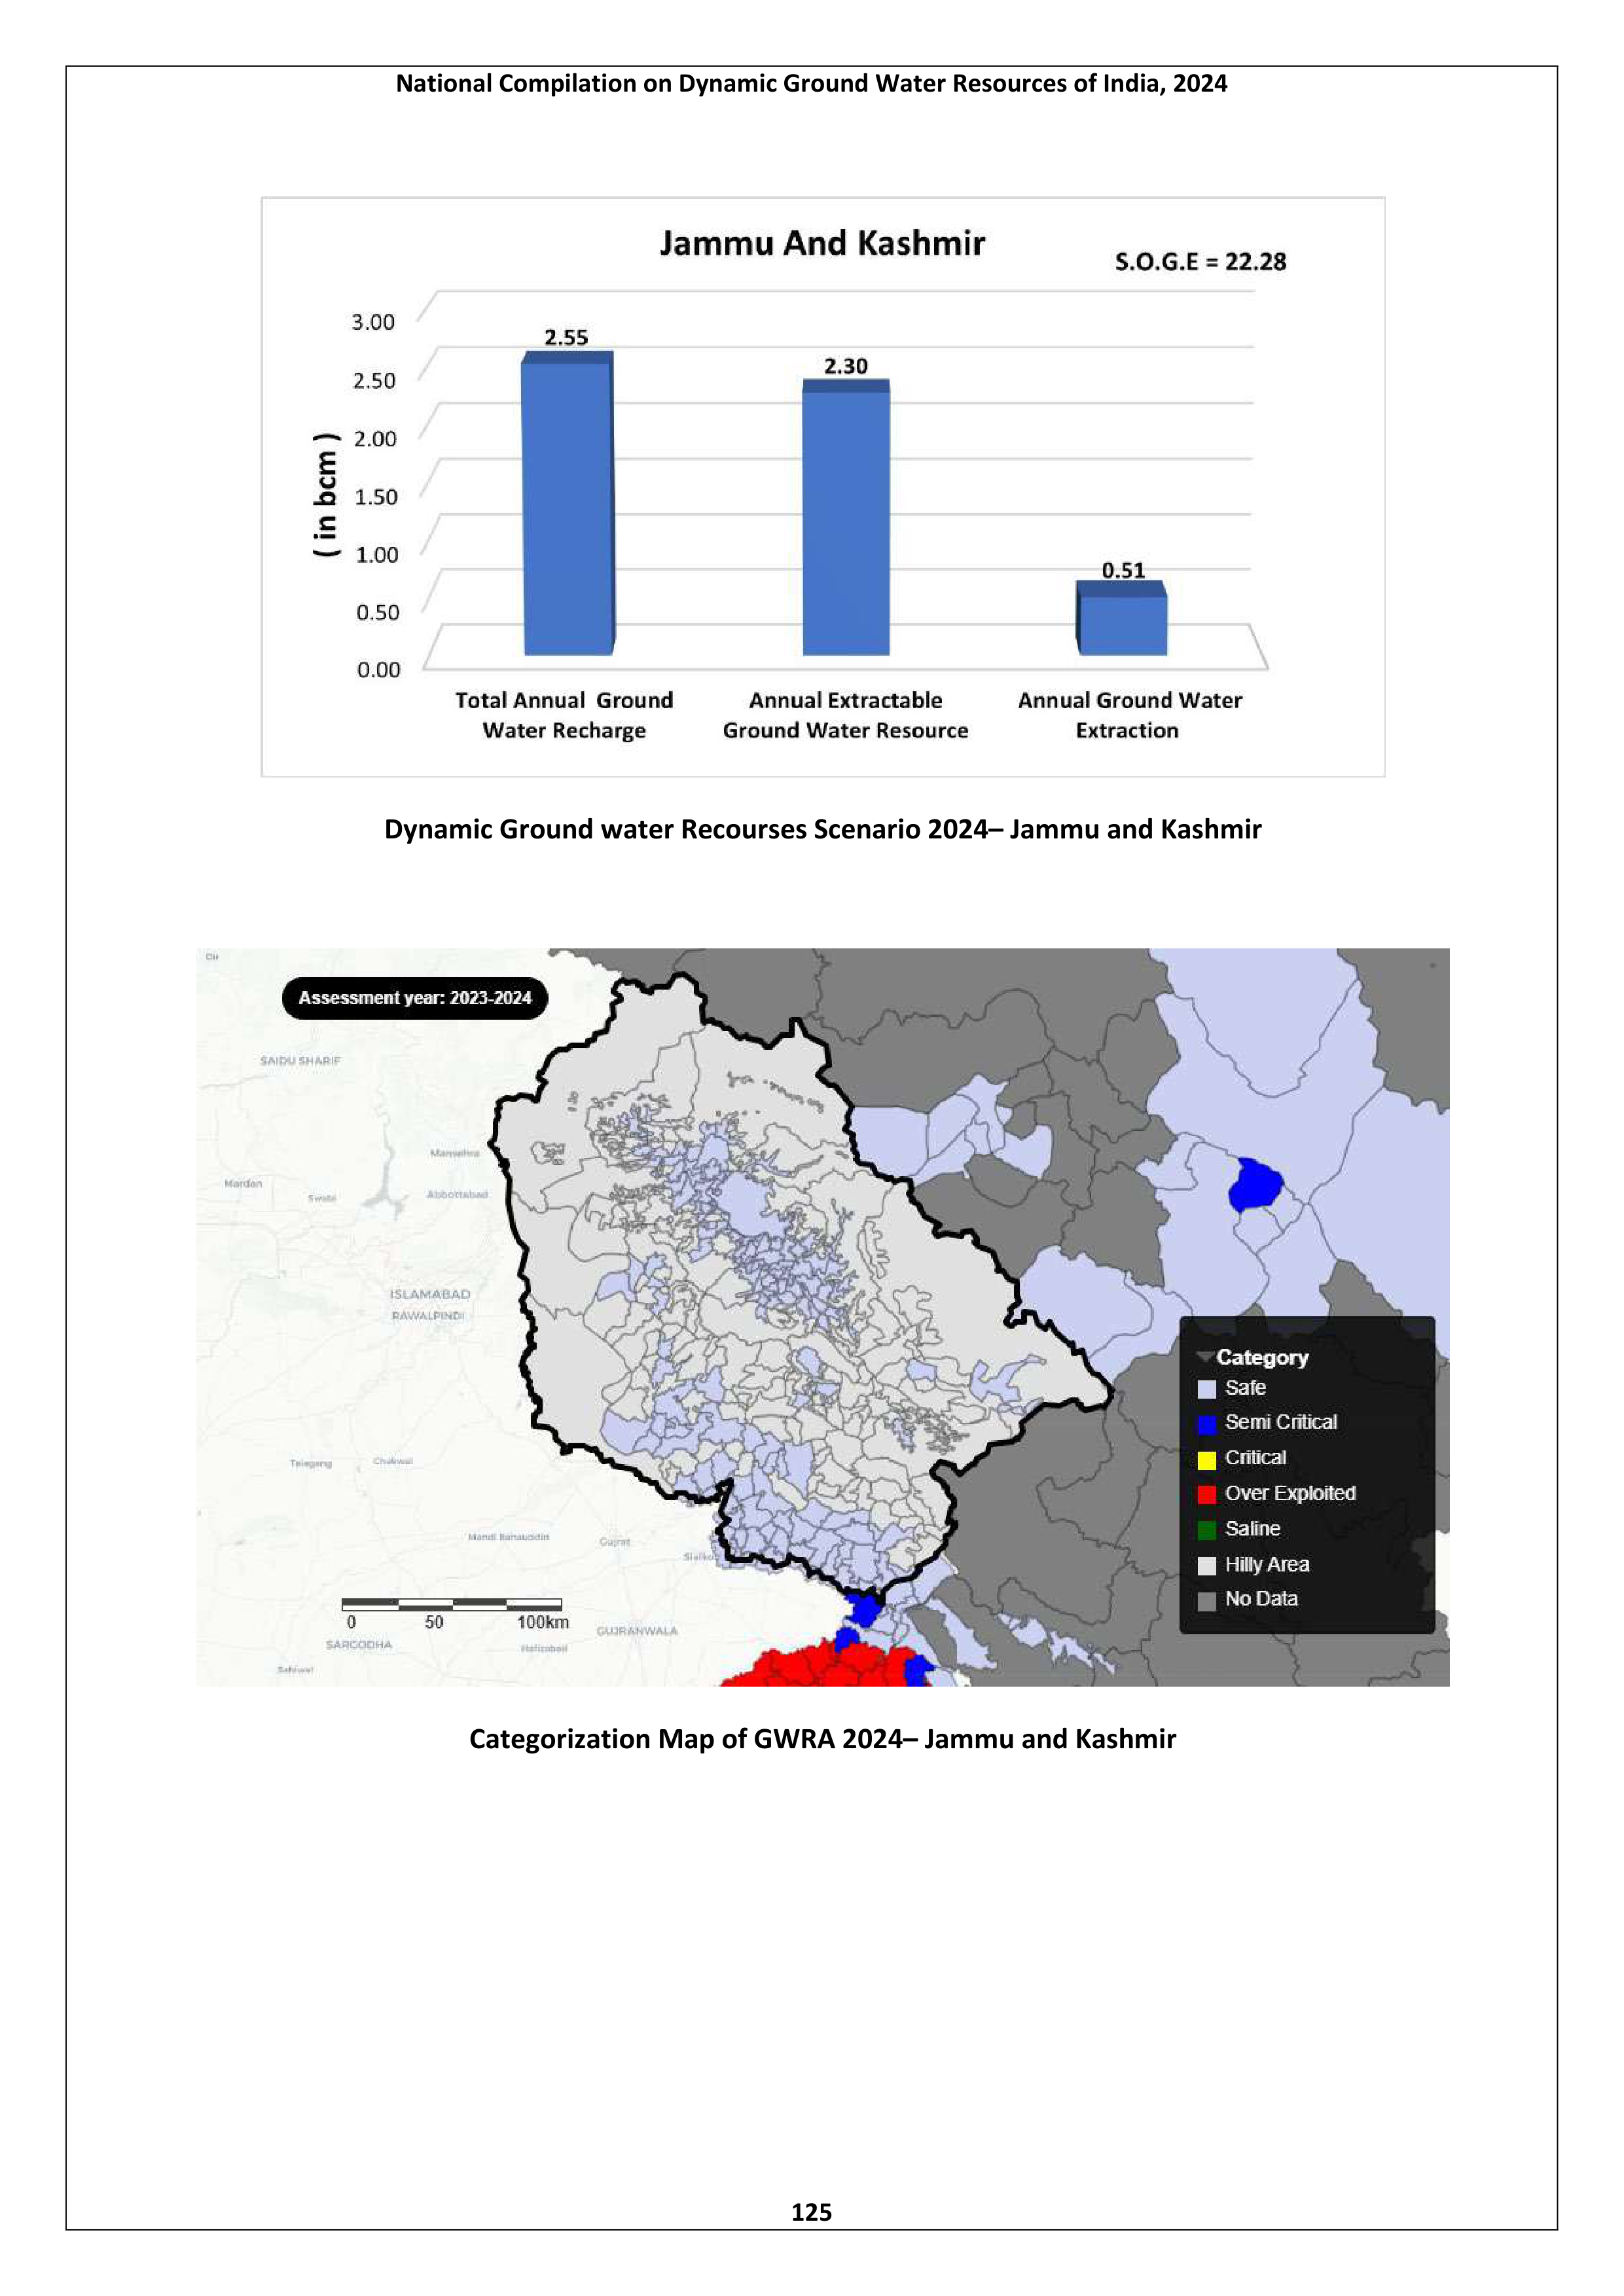 National Compilation on Dynamic Ground Water Resources of India, 2024
Jammu And Kashmir
S.O.G.E = 22.28
3.00
2.50
2.00
1.50
1.00
0.50
0.00
( in bcm )
2.55
2.30
0.51
Total Annual Ground
Water Recharge
Annual Extractable
Ground Water Resource
Annual Ground Water
Extraction
Dynamic Ground water Recourses Scenario 2024– Jammu and Kashmir
Assessment year: 2023-2024
SAIDU SHARIF
Mansehra
Mardan
Swabi
Abbottabad
ISLAMABAD
RAWALPINDI
Talagang
Chakwal
Mandi Bahauddin
Gujrat
Sialkot
GUJRANWALA
SARGODHA
Hafizabad
Sahiwal
0 50 100km
Category
Safe
Semi Critical
Critical
Over Exploited
Saline
Hilly Area
No Data
Categorization Map of GWRA 2024– Jammu and Kashmir
125